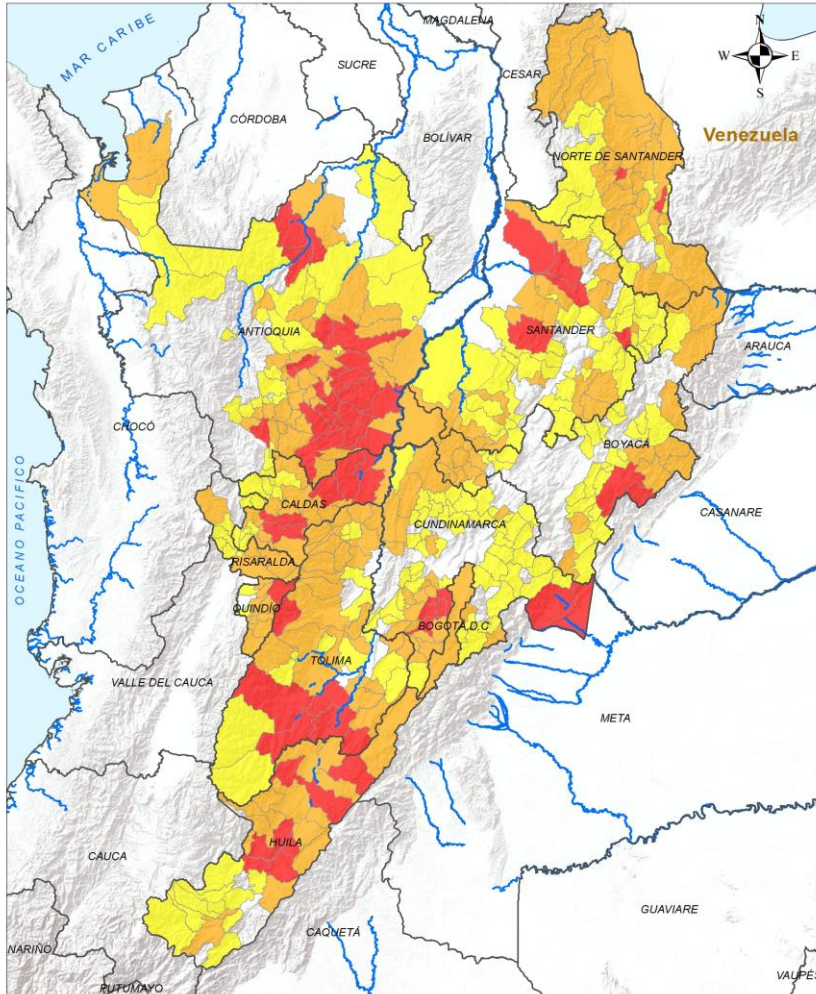 MAGDALENA
N
W E
S
MAR CARIBE
SUCRE
CESAR
CÓRDOBA
BOLÍVAR
Venezuela
NORTE DE SANTANDER
ANTIOQUIA
SANTANDER
ARAUCA
CHOCÓ
BOYACÁ
OCEANO PACIFICO
CALDAS
CUNDINAMARCA
CASANARE
RISARALDA
QUINDÍO
BOGOTÁ, D.C
TOLIMA
VALLE DEL CAUCA
META
HUILA
CAUCA
GUAVIARE
CAQUETÁ
NARIÑO
PUTUMAYO
VAUPÉS